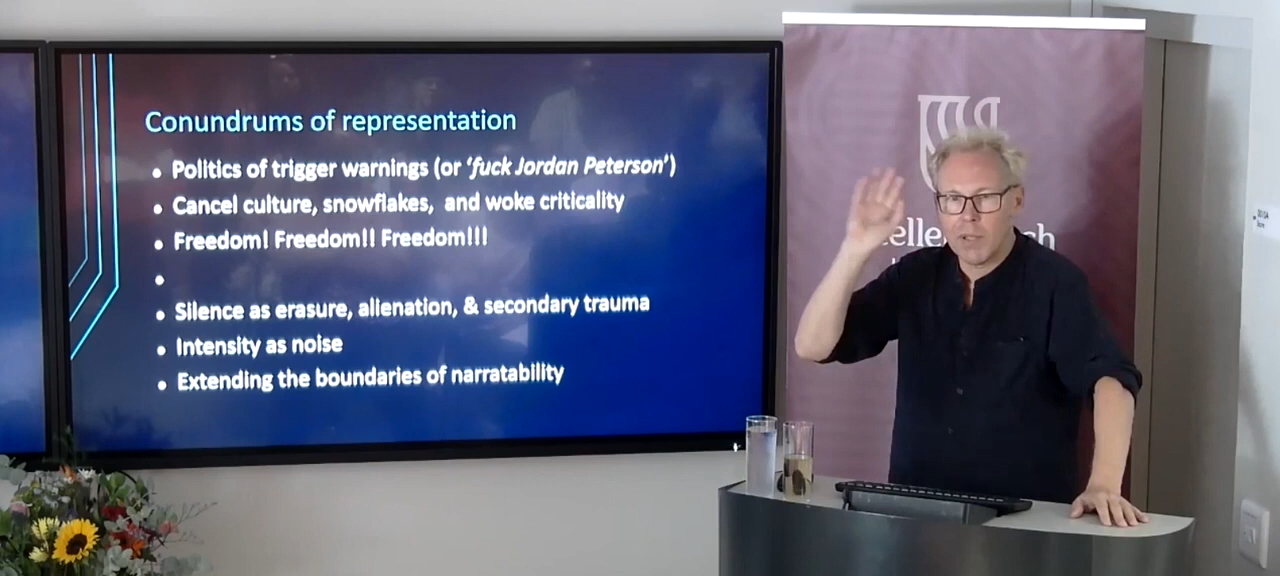 Conundrums of representation
• Politics of trigger warnings (or ‘fuck Jordan Peterson’)
• Cancel culture, snowflakes, and woke criticality
• Freedom! Freedom!! Freedom!!!
•
• Silence as erasure, alienation, & secondary trauma
• Intensity as noise
• Extending the boundaries of narratability